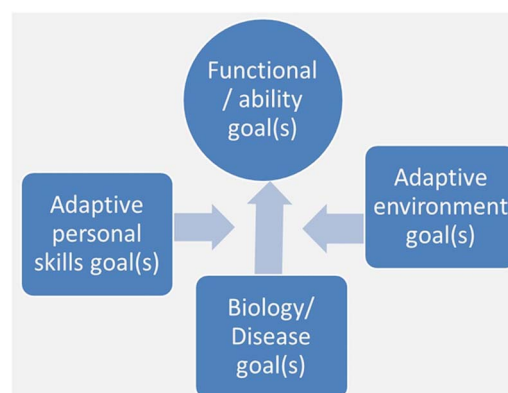 Functional
/ ability
goal(s)
Adaptive
personal
skills goal(s)
Adaptive
environment
goal(s)
Biology/
Disease
goal(s)